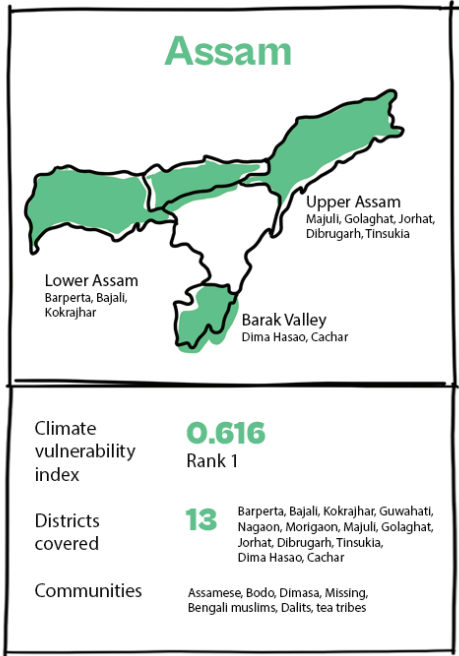 Assam
Upper Assam
Majuli, Golaghat, Jorhat,
Dibrugarh, Tinsukia
Lower Assam
Barperta, Bajali,
Kokrajhar
Barak Valley
Dima Hasao, Cachar
Climate
vulnerability
index
0.616
Rank 1
Districts
covered
13
Barperta, Bajali, Kokrajhar, Guwahati,
Nagaon, Morigaon, Majuli, Golaghat,
Jorhat, Dibrugarh, Tinsukia,
Dima Hasao, Cachar
Communities
Assamese, Bodo, Dimasa, Missing,
Bengali muslims, Dalits, tea tribes